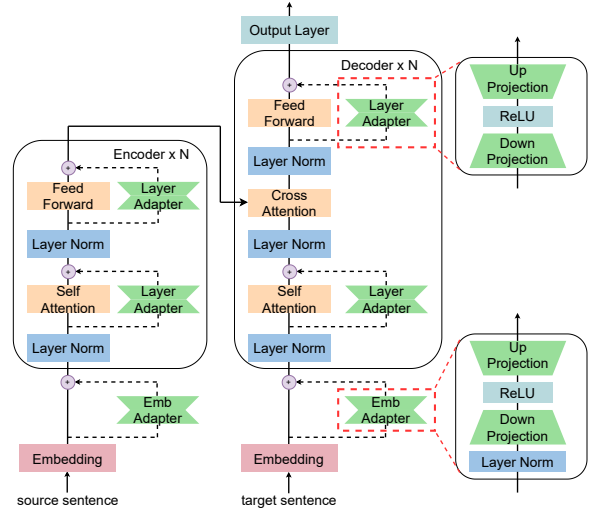 Output Layer
Decoder x N
Feed
Forward
Layer
Adapter
Layer Norm
Cross
Attention
Layer Norm
Self
Attention
Layer
Adapter
Layer Norm
Emb
Adapter
Embedding
target sentence
Encoder x N
Feed
Forward
Layer
Adapter
Layer Norm
Self
Attention
Layer
Adapter
Layer Norm
Emb
Adapter
Embedding
source sentence
Up
Projection
ReLU
Down
Projection
Up
Projection
ReLU
Down
Projection
Layer Norm